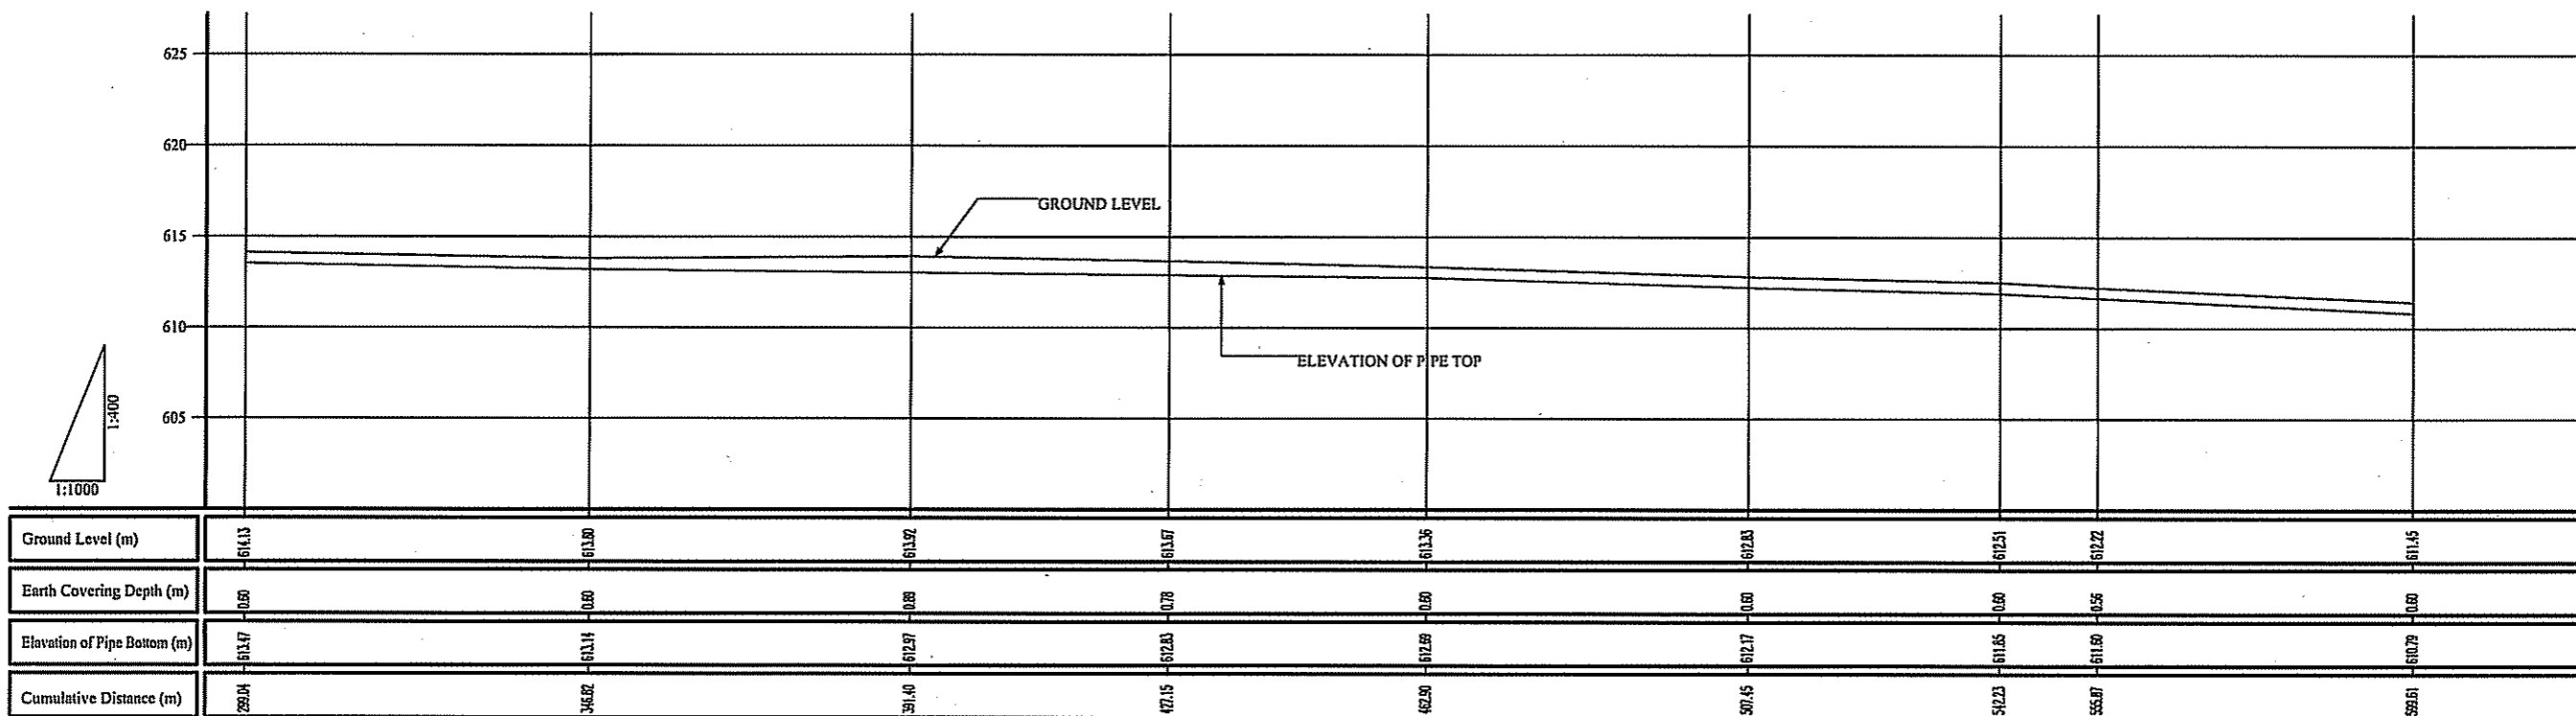 625
620
GROUND LEVEL
615
610
ELEVATION OF PIPE TOP
1:400
605
1:1000
Ground Level (m) 614.13 613.80 613.92 613.67 613.36 612.83 612.51 612.22 611.45
Earth Covering Depth (m) 0.60 0.60 0.89 0.78 0.60 0.60 0.60 0.56 0.60
Elavation of Pipe Bottom (m) 613.47 613.14 612.97 612.83 612.69 612.17 611.85 611.60 610.79
Cumulative Distance (m) 299.04 346.82 391.40 427.15 462.90 507.45 542.23 555.87 599.61